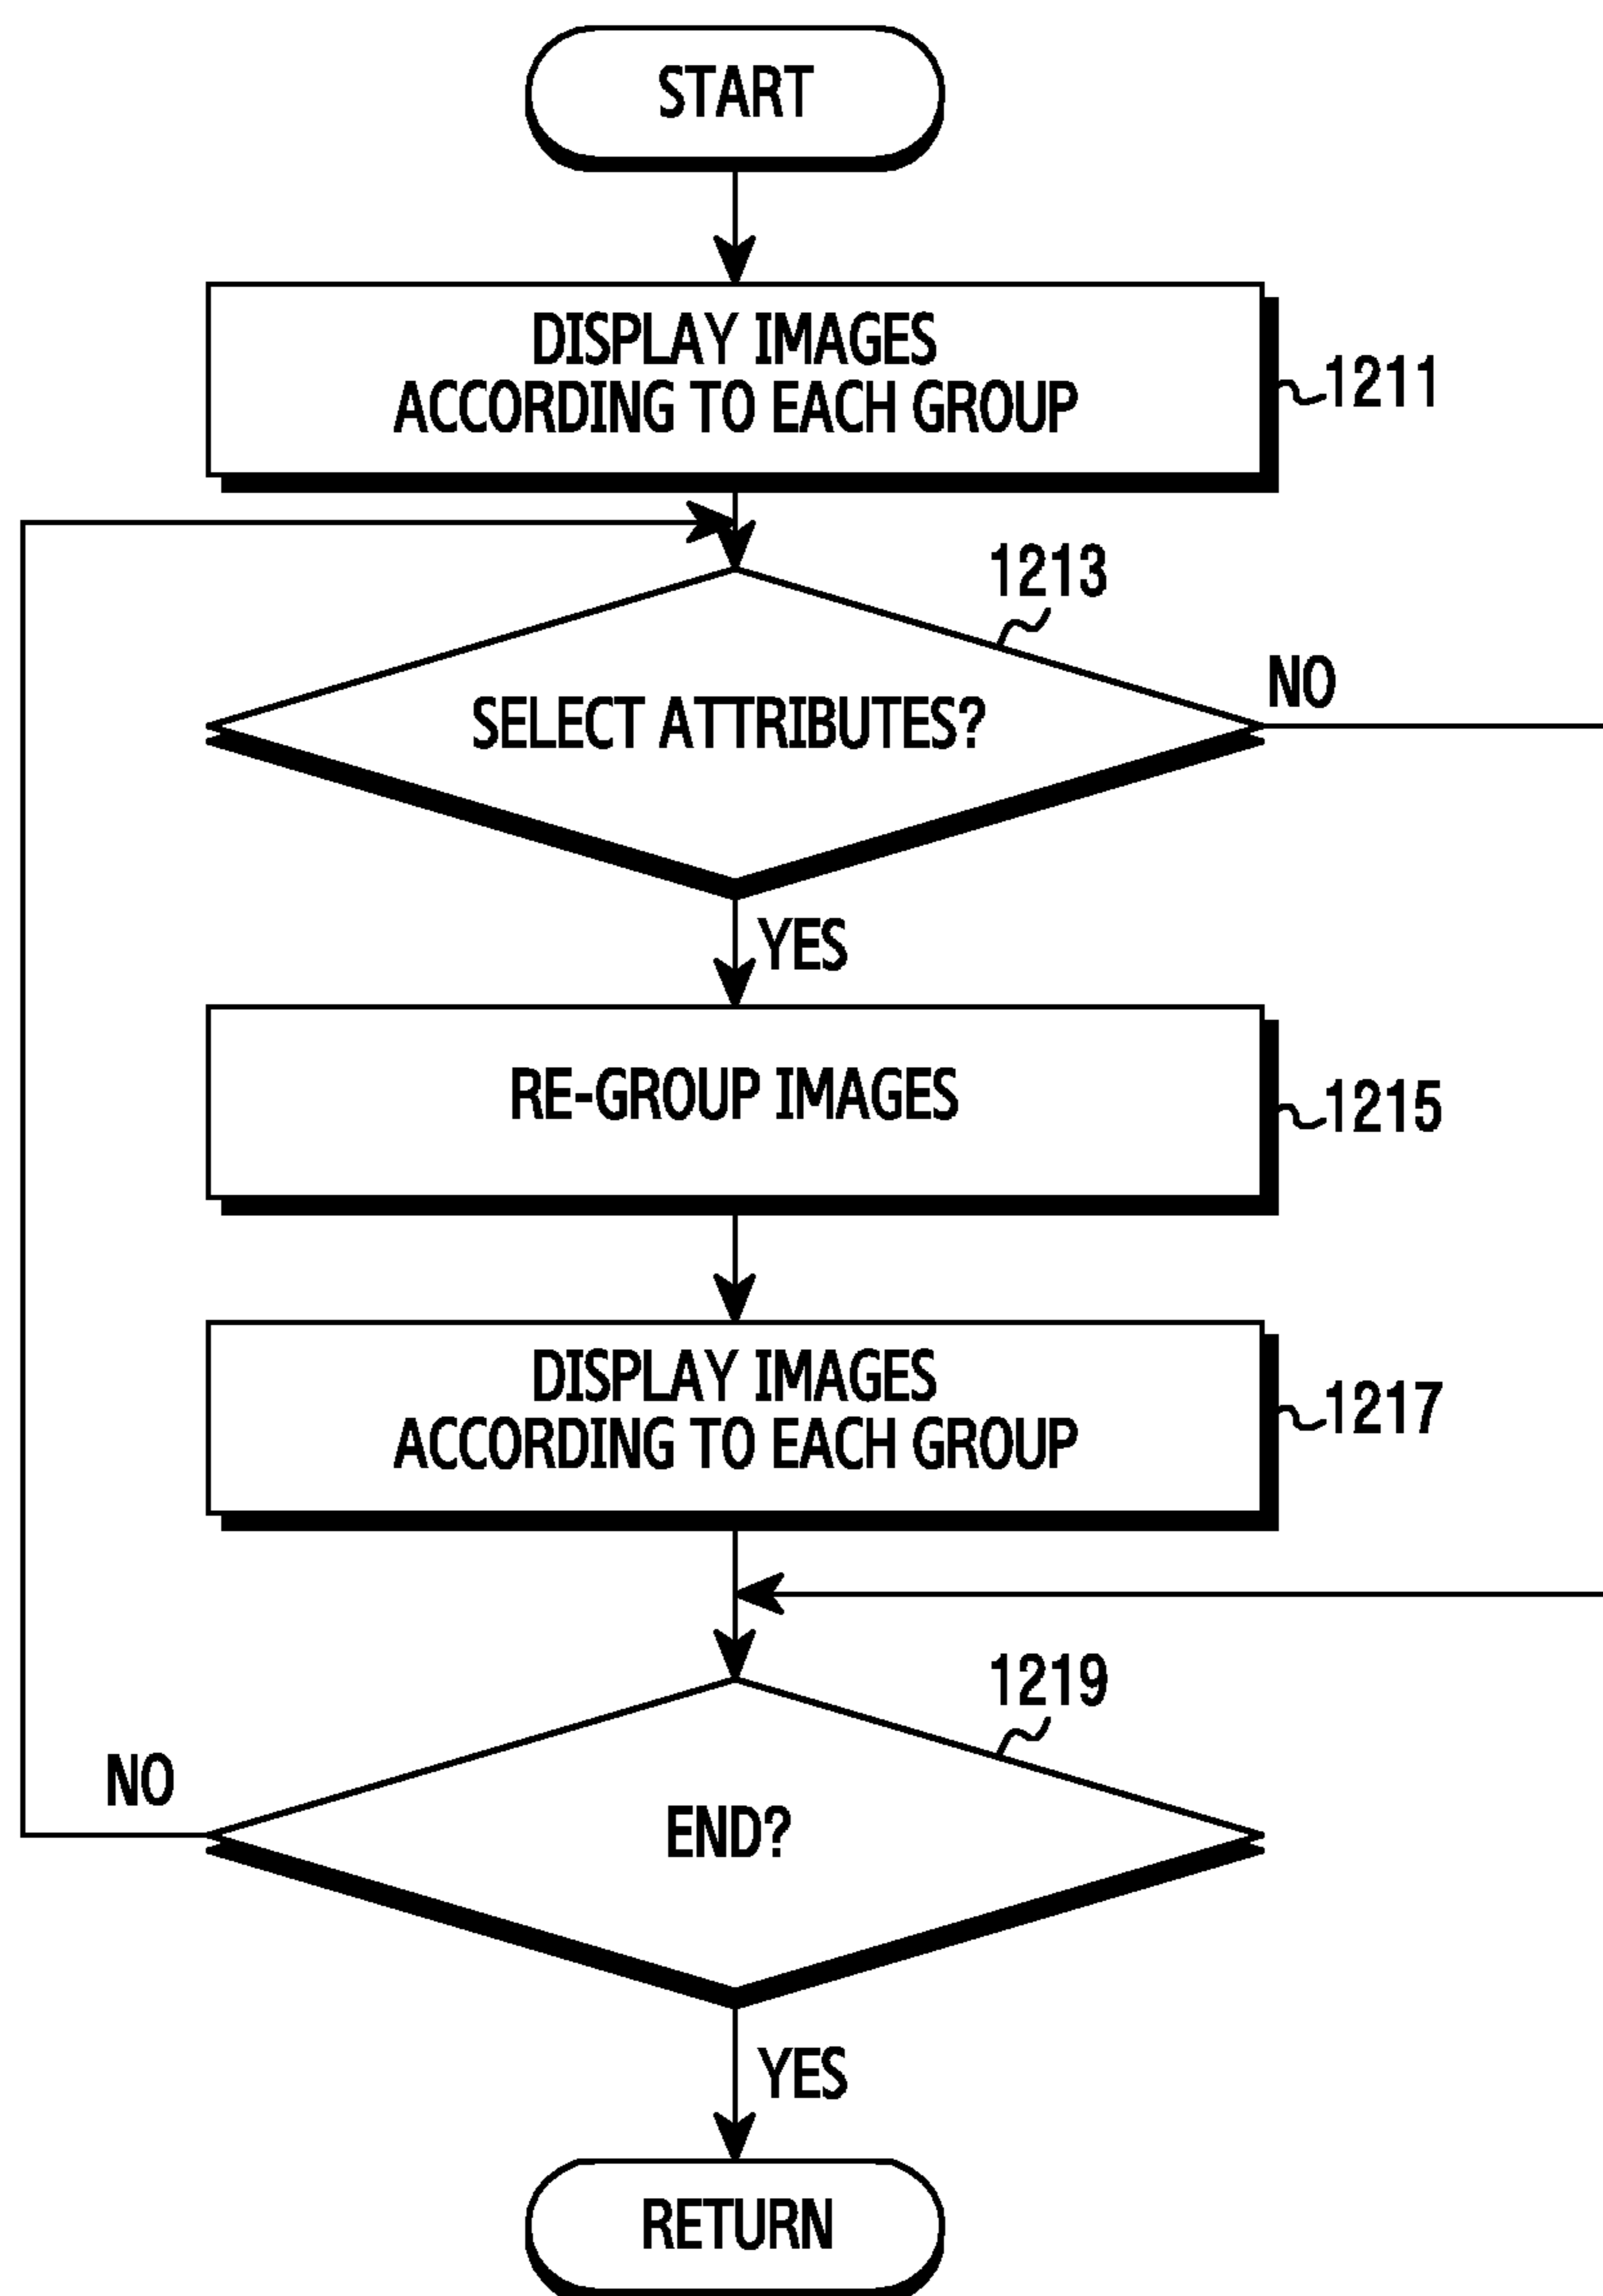 START
DISPLAY IMAGES
ACCORDING TO EACH GROUP
1211
1213
SELECT ATTRIBUTES?
NO
YES
RE-GROUP IMAGES
1215
DISPLAY IMAGES
ACCORDING TO EACH GROUP
1217
1219
END?
NO
YES
RETURN